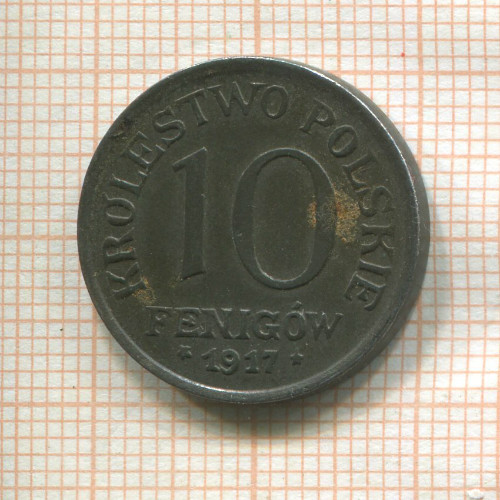 KRÓLESTWO POLSKIE
10
FENIGÓW
* 1917 *